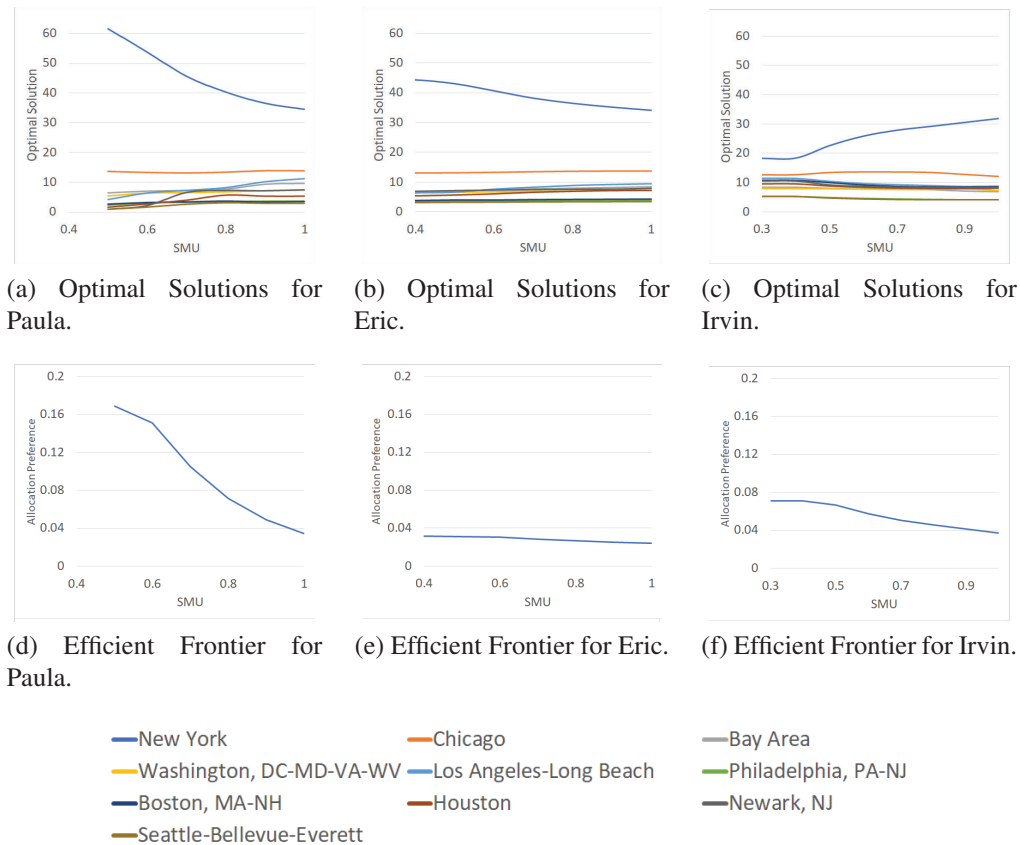 60
50
40
30
20
10
0
Optimal Solution
0.4 0.6 0.8 1
SMU
60
50
40
30
20
10
0
Optimal Solution
0.4 0.6 0.8 1
SMU
60
50
40
30
20
10
0
Optimal Solution
0.3 0.5 0.7 0.9
SMU
(a) Optimal Solutions for
Paula.
(b) Optimal Solutions for
Eric.
(c) Optimal Solutions for
Irvin.
0.2
0.16
0.12
0.08
0.04
0
Allocation Preference
0.4 0.6 0.8 1
SMU
0.2
0.16
0.12
0.08
0.04
0
Allocation Preference
0.4 0.6 0.8 1
SMU
0.2
0.16
0.12
0.08
0.04
0
Allocation Preference
0.3 0.5 0.7 0.9
SMU
(d) Efficient Frontier for
Paula.
(e) Efficient Frontier for Eric.
(f) Efficient Frontier for Irvin.
New York Chicago Bay Area
Washington, DC-MD-VA-WV Los Angeles-Long Beach Philadelphia, PA-NJ
Boston, MA-NH Houston Newark, NJ
Seattle-Bellevue-Everett